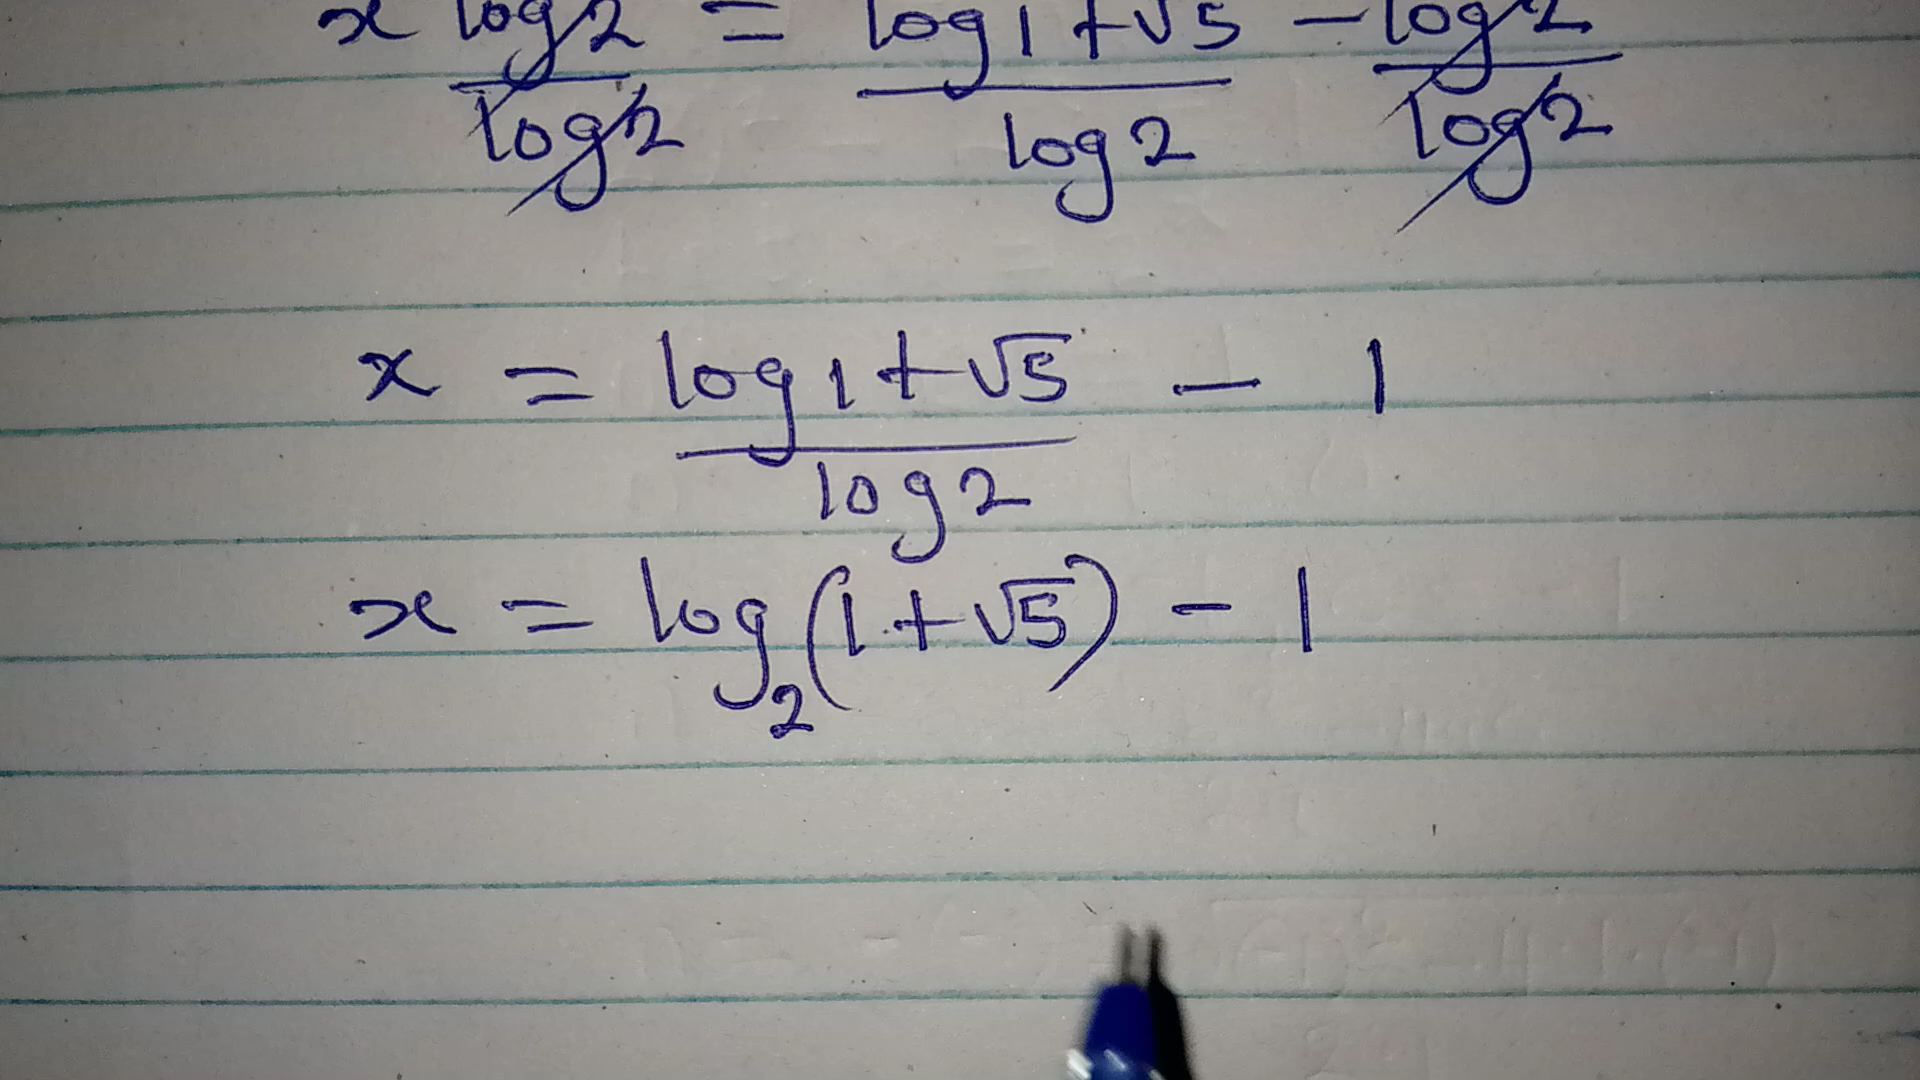 x log2 = log1+√5 - log2
log2 log2 log2
x = log1+√5 - 1
log2
x = log₂(1+√5) - 1